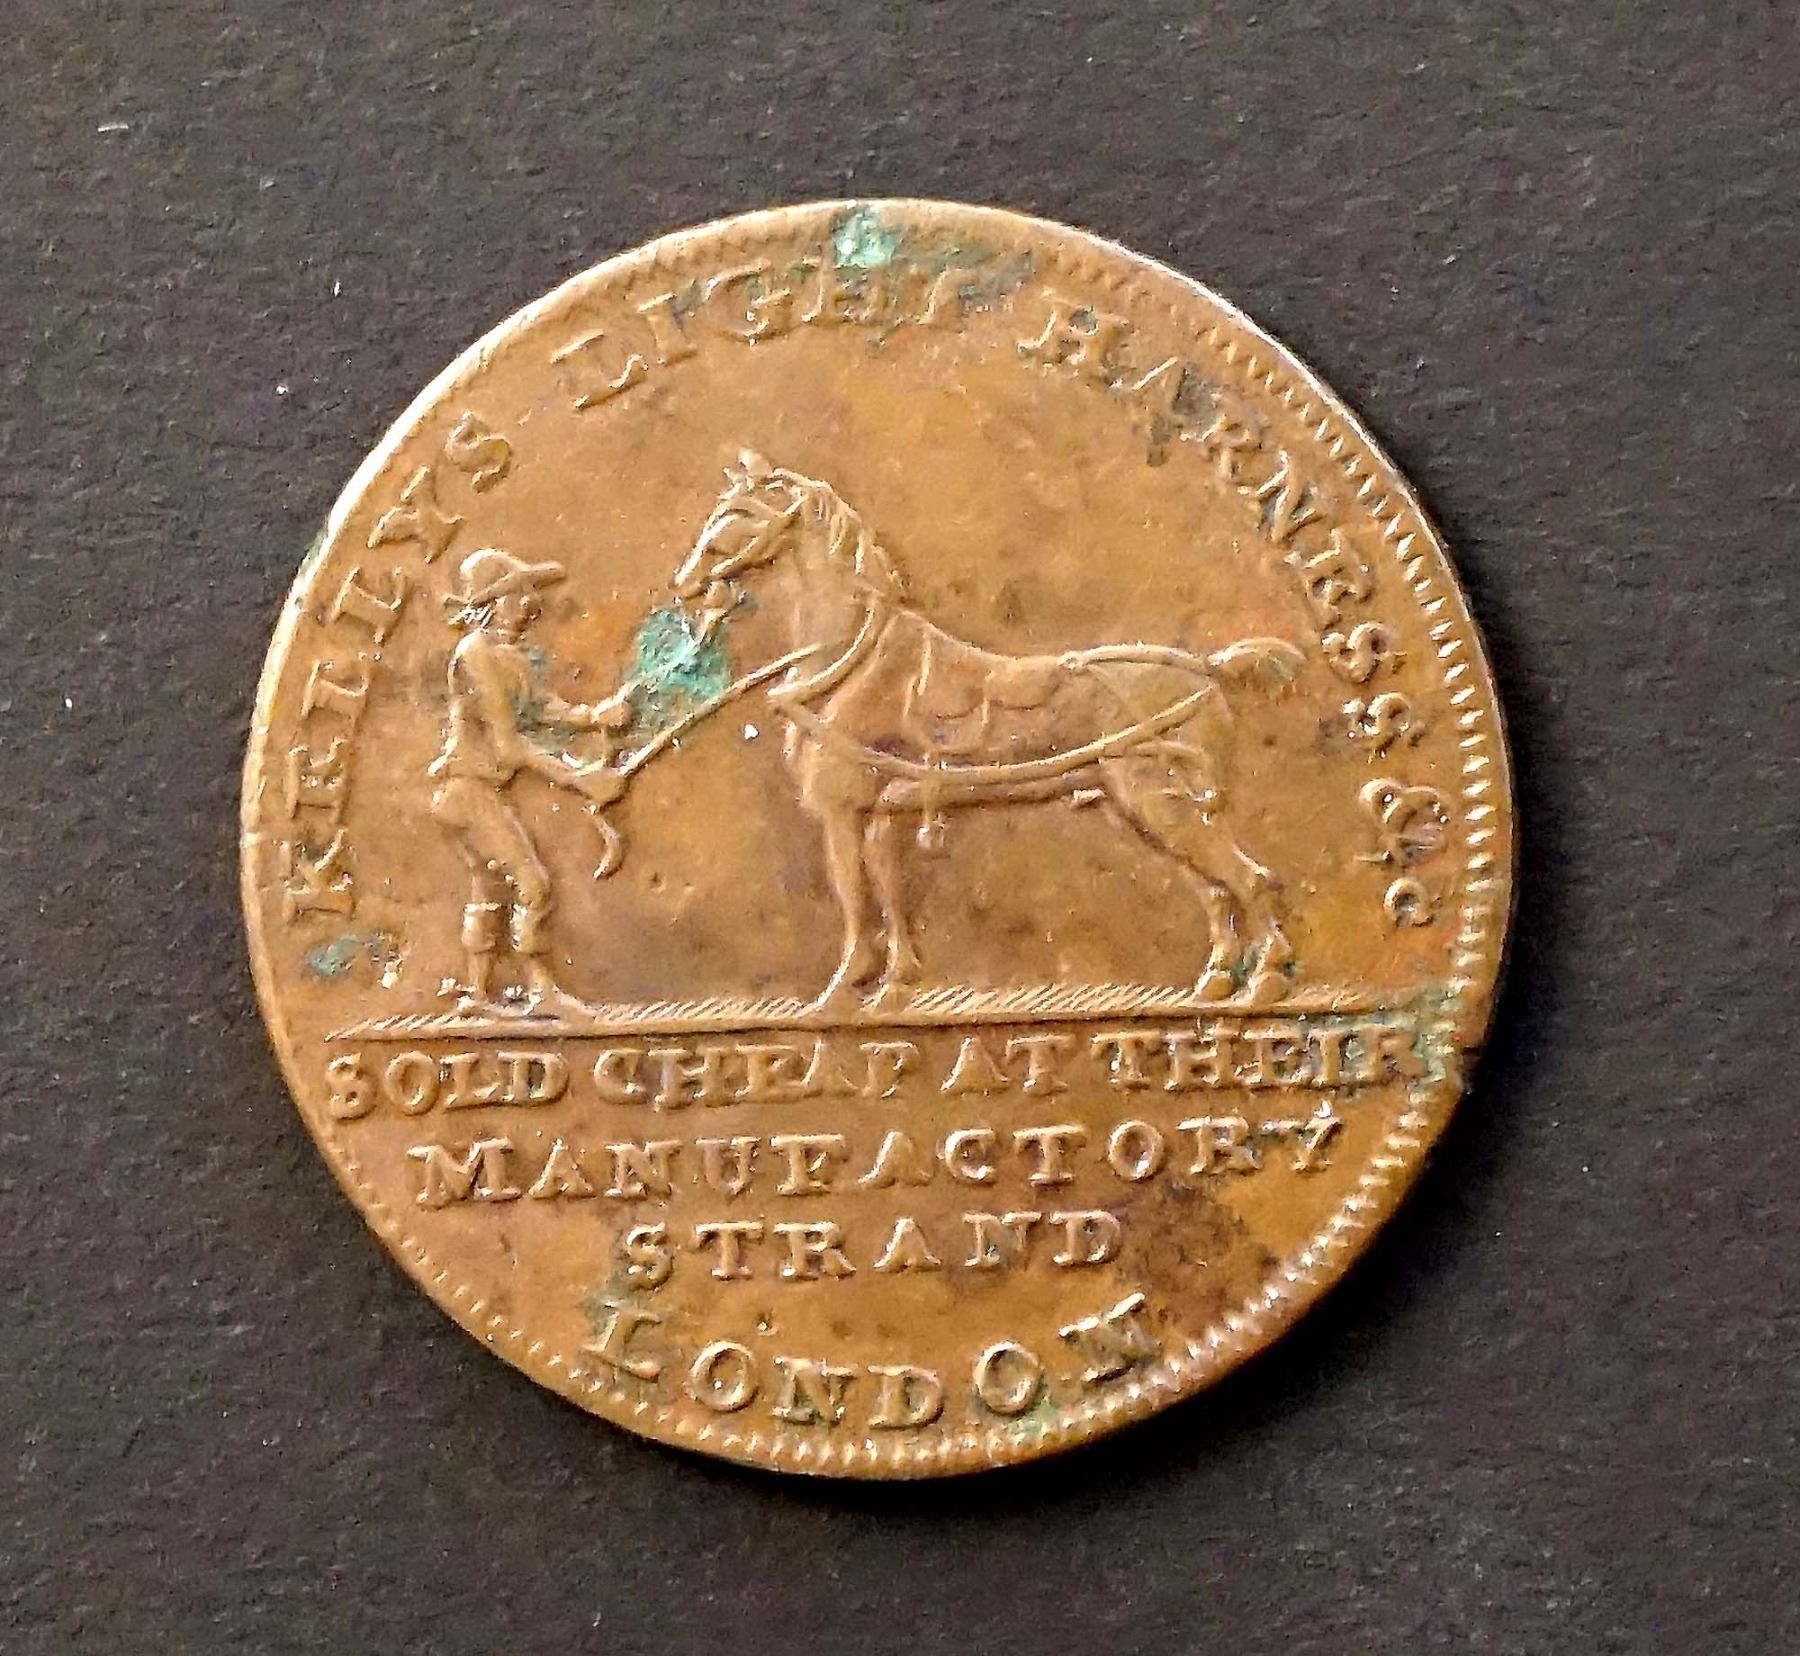 KELLYS LIGHT HARNESS &c
SOLD CHEAP AT THEIR
MANUFACTORY
STRAND
LONDON